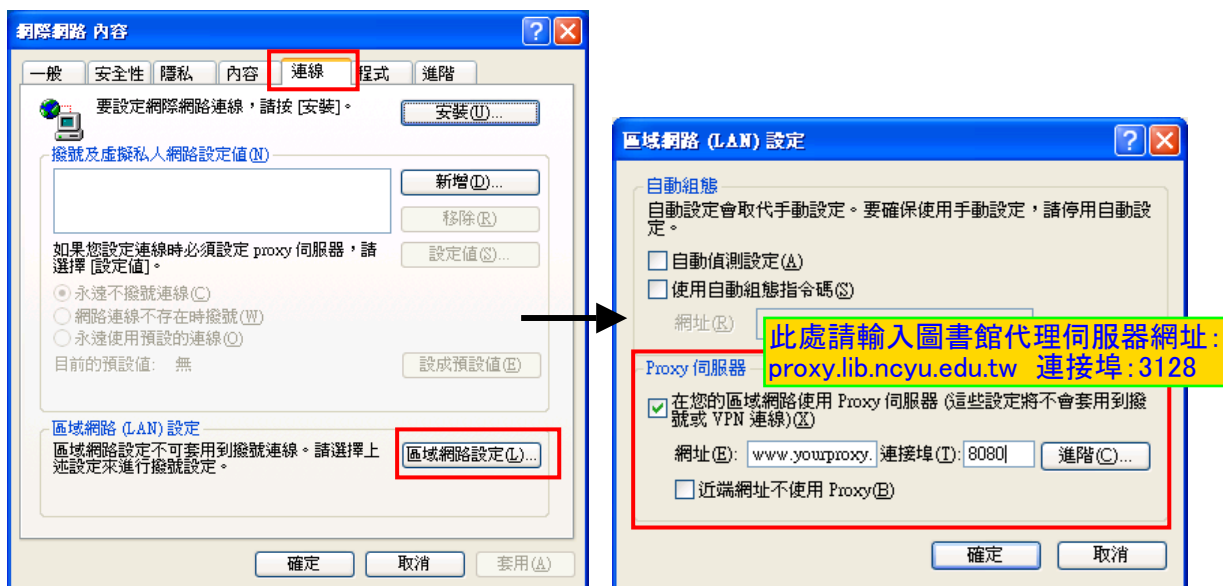 網際網路 內容
一般 安全性 隱私 內容 連線 程式 進階
要設定網際網路連線，請按 [安裝]。
安裝(U)...
撥號及虛擬私人網路設定值(N)
新增(D)...
移除(R)
如果您設定連線時必須設定 proxy 伺服器，請
選擇 [設定值]。
設定值(S)...
永遠不撥號連線(C)
網路連線不存在時撥號(W)
永遠使用預設的連線(O)
目前的預設值: 無
設成預設值(E)
區域網路 (LAN) 設定
區域網路設定不可套用到撥號連線。請選擇上
述設定來進行撥號設定。
區域網路設定(L)...
確定 取消 套用(A)
區域網路 (LAN) 設定
自動組態
自動設定會取代手動設定。要確保使用手動設定，請停用自動設
定。
自動偵測設定(A)
使用自動組態指令碼(S)
網址(R)
此處請輸入圖書館代理伺服器網址:
proxy.lib.ncyu.edu.tw 連接埠:3128
Proxy 伺服器
在您的區域網路使用 Proxy 伺服器 (這些設定將不會套用到撥
號或 VPN 連線)(X)
網址(E): www.yourproxy. 連接埠(T): 8080 進階(C)...
近端網址不使用 Proxy(B)
確定 取消